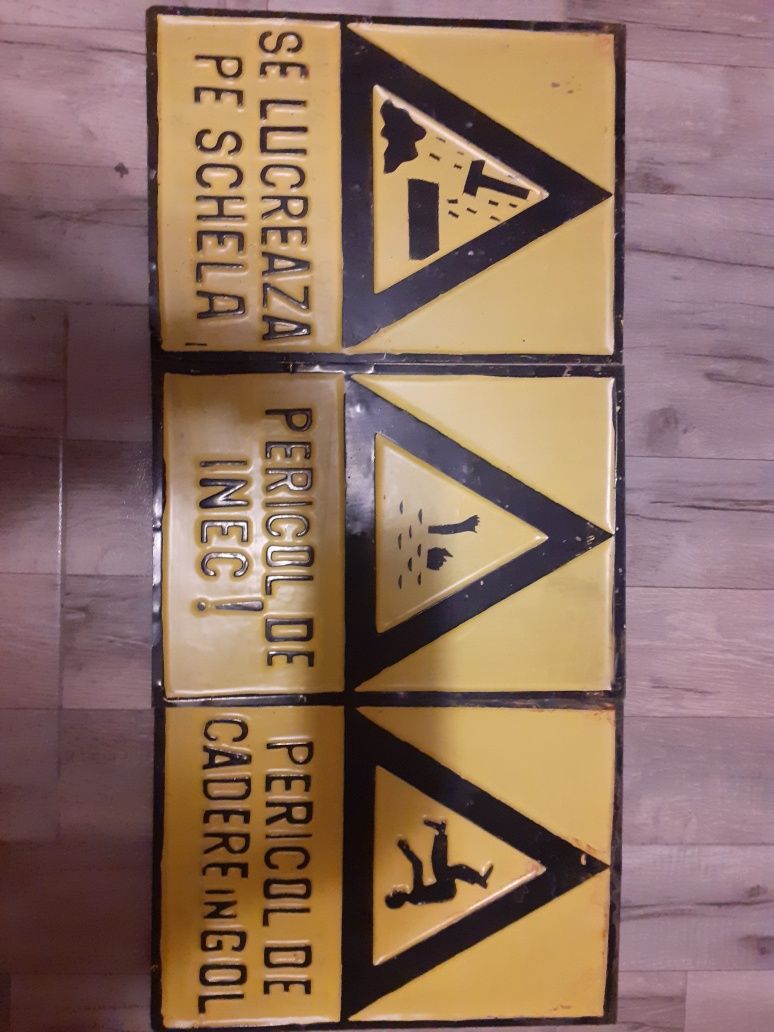 SE LUCREAZA
PE SCHELA
PERICOL DE
INEC!
PERICOL DE
CADERE IN GOL